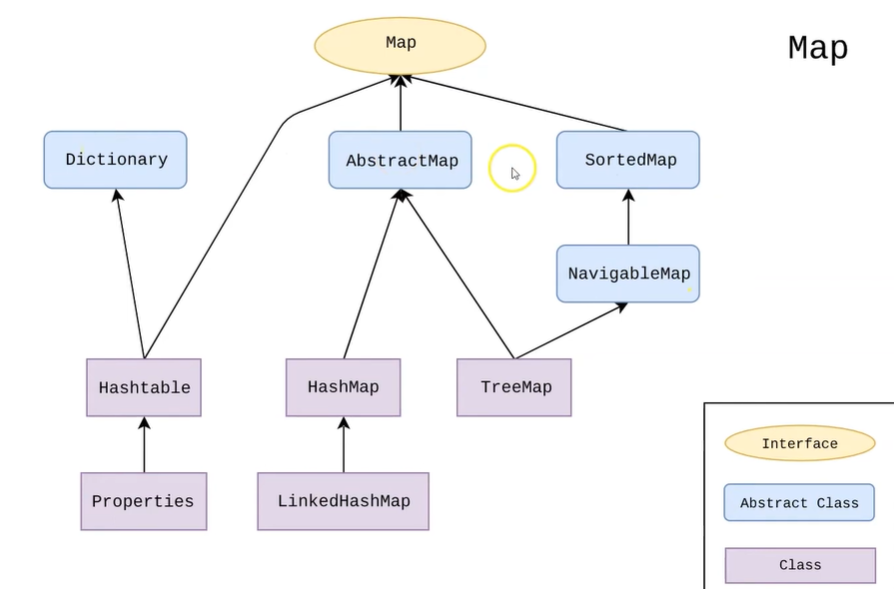 Map
Map
Dictionary
AbstractMap
SortedMap
NavigableMap
Hashtable
HashMap
TreeMap
Properties
LinkedHashMap
Interface
Abstract Class
Class